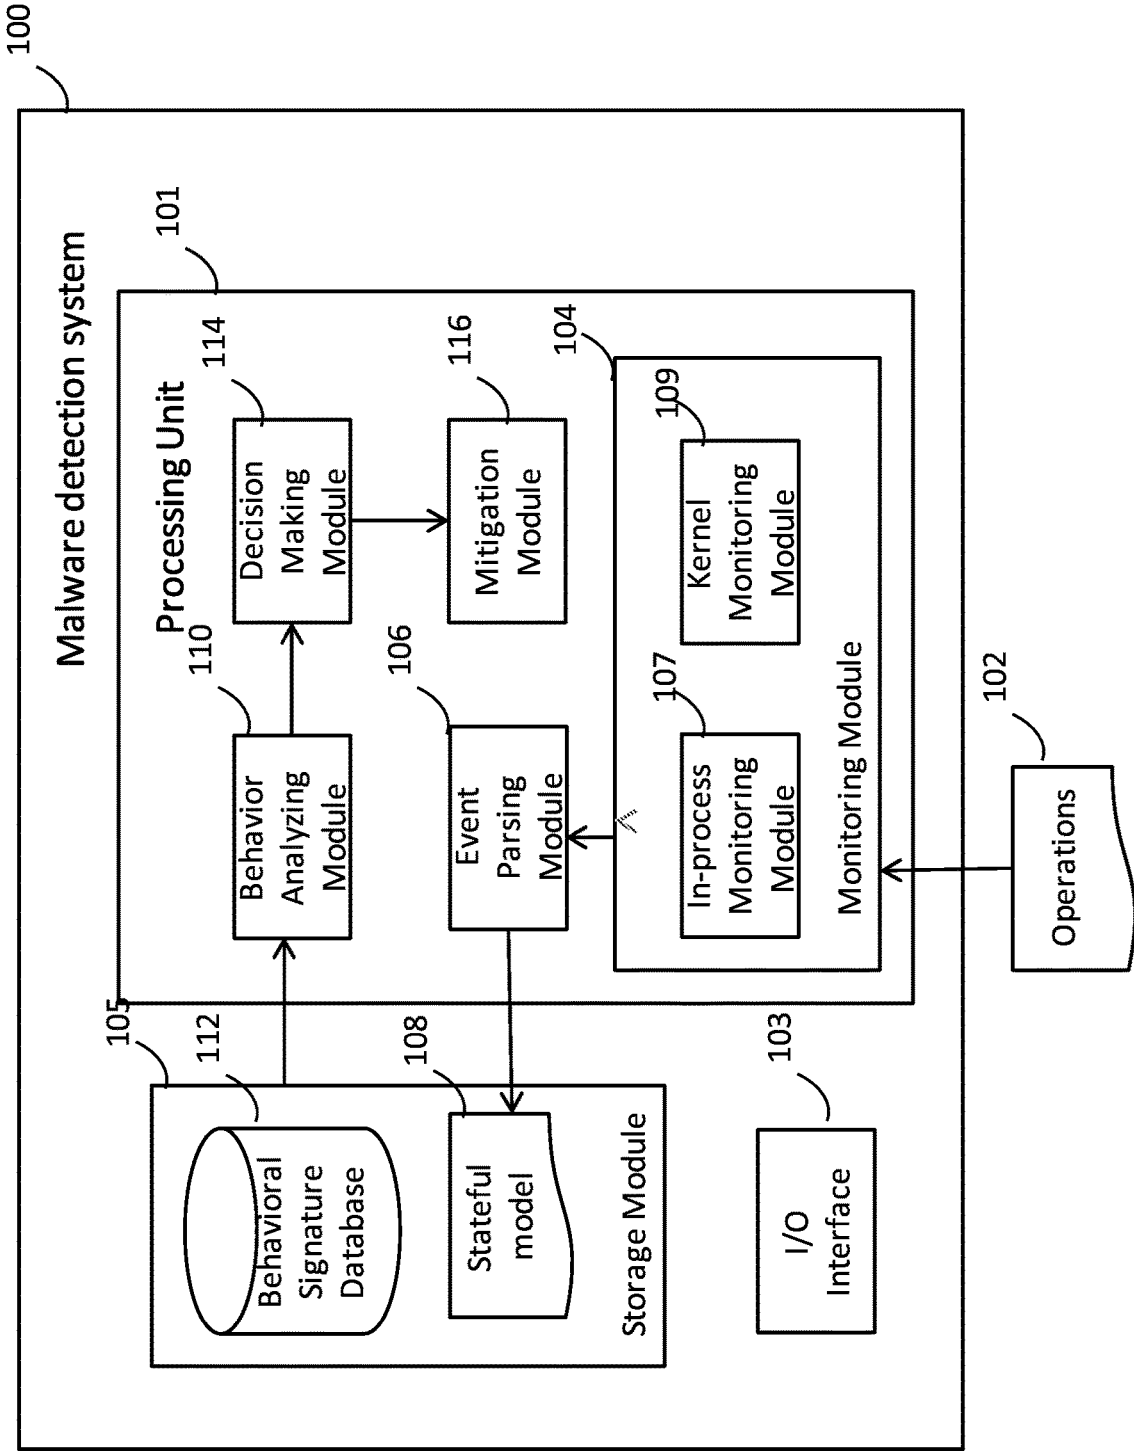 100
Malware detection system
101
Processing Unit
105
112
Behavioral
Signature
Database
110
Behavior
Analyzing
Module
114
Decision
Making
Module
108
Stateful
model
Storage Module
106
Event
Parsing
Module
116
Mitigation
Module
104
107
In-process
Monitoring
Module
109
Kernel
Monitoring
Module
Monitoring Module
103
I/O
Interface
102
Operations